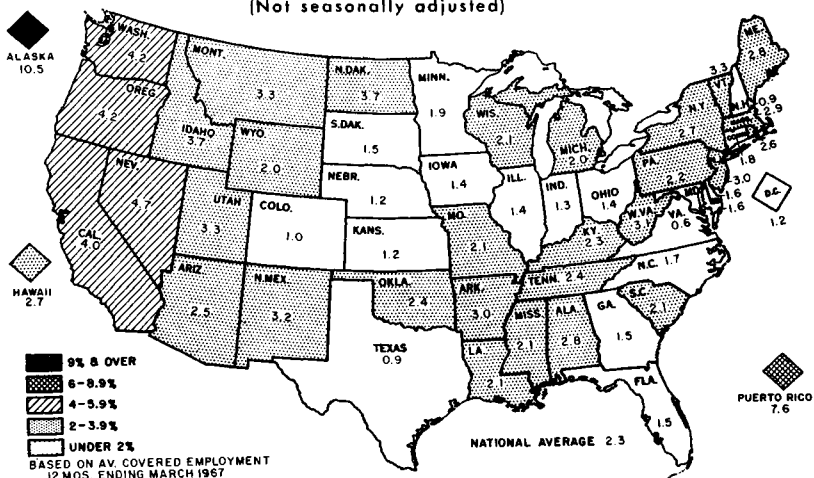 (Not seasonally adjusted)
ALASKA
10.5
WASH.
4.2
OREG.
4.2
CAL.
4.0
NEV.
4.7
IDAHO
3.7
MONT.
3.3
WYO.
2.0
UTAH
3.3
COLO.
1.0
ARIZ.
2.5
N.MEX.
3.2
N.DAK.
3.7
S.DAK.
1.5
NEBR.
1.2
KANS.
1.2
OKLA.
2.4
TEXAS
0.9
MINN.
1.9
IOWA
1.4
MO.
2.1
ARK.
3.0
LA.
2.1
WIS.
2.1
ILL.
1.4
MICH.
2.0
IND.
1.3
OHIO
1.4
KY.
2.3
TENN. 2.4
MISS.
2.1
ALA.
2.8
GA.
1.5
FLA.
1.5
S.C.
2.1
N.C. 1.7
VA.
0.6
W.VA.
PA.
2.2
N.Y.
2.7
3.3
VT.
N.H.
0.9
ME.
2.8
2.9
2.6
1.8
3.0
1.6
1.6
MD.
D.C.
1.2
HAWAII
2.7
PUERTO RICO
7.6
9% & OVER
6-8.9%
4-5.9%
2-3.9%
UNDER 2%
BASED ON AV. COVERED EMPLOYMENT
12 MOS. ENDING MARCH 1967
NATIONAL AVERAGE 2.3